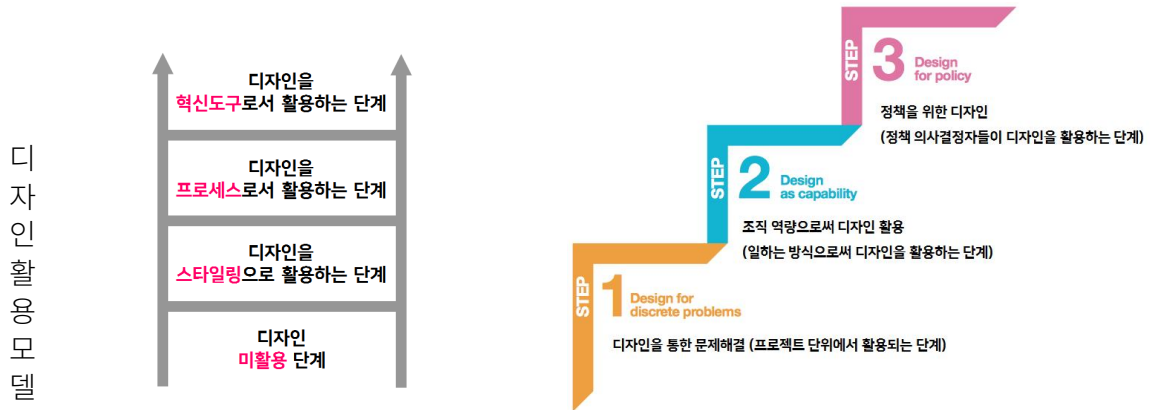 디자인활용모델
디자인을
혁신도구로서 활용하는 단계
디자인을
프로세스로서 활용하는 단계
디자인을
스타일링으로 활용하는 단계
디자인
미활용 단계
STEP
3
Design
for policy
정책을 위한 디자인
(정책 의사결정자들이 디자인을 활용하는 단계)
STEP
2
Design
as capability
조직 역량으로써 디자인 활용
(일하는 방식으로써 디자인을 활용하는 단계)
STEP
1
Design for
discrete problems
디자인을 통한 문제해결 (프로젝트 단위에서 활용되는 단계)